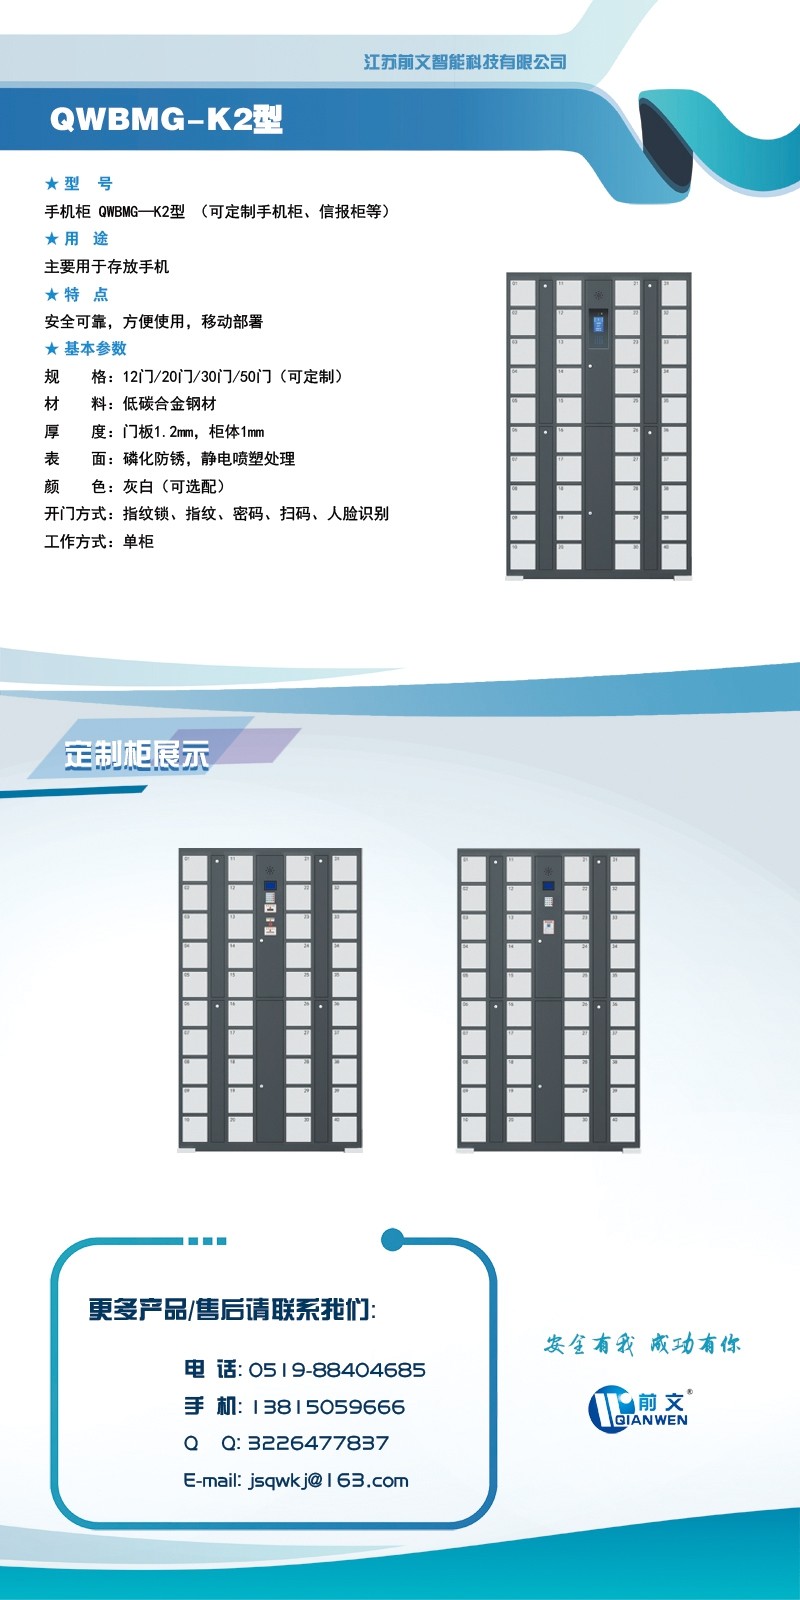 江苏前文智能科技有限公司
QWBMG-K2型
★ 型 号
手机柜 QWBMG—K2型 （可定制手机柜、信报柜等）
★ 用 途
主要用于存放手机
★ 特 点
安全可靠，方便使用，移动部署
★ 基本参数
规 格：12门/20门/30门/50门（可定制）
材 料：低碳合金钢材
厚 度：门板1.2mm，柜体1mm
表 面：磷化防锈，静电喷塑处理
颜 色：灰白（可选配）
开门方式：指纹锁、指纹、密码、扫码、人脸识别
工作方式：单柜
定制柜展示
更多产品/售后请联系我们:
电 话: 0519-88404685
手 机: 13815059666
Q Q: 3226477837
E-mail: jsqwkj@163.com
安全有我 成功有你
前文®
QIANWEN